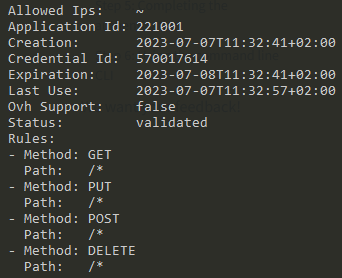 Allowed Ips: ~
Application Id: 221001
Creation: 2023-07-07T11:32:41+02:00
Credential Id: 570017614
Expiration: 2023-07-08T11:32:41+02:00
Last Use: 2023-07-07T11:32:57+02:00
Ovh Support: false
Status: validated
Rules:
- Method: GET
Path: /*
- Method: PUT
Path: /*
- Method: POST
Path: /*
- Method: DELETE
Path: /*